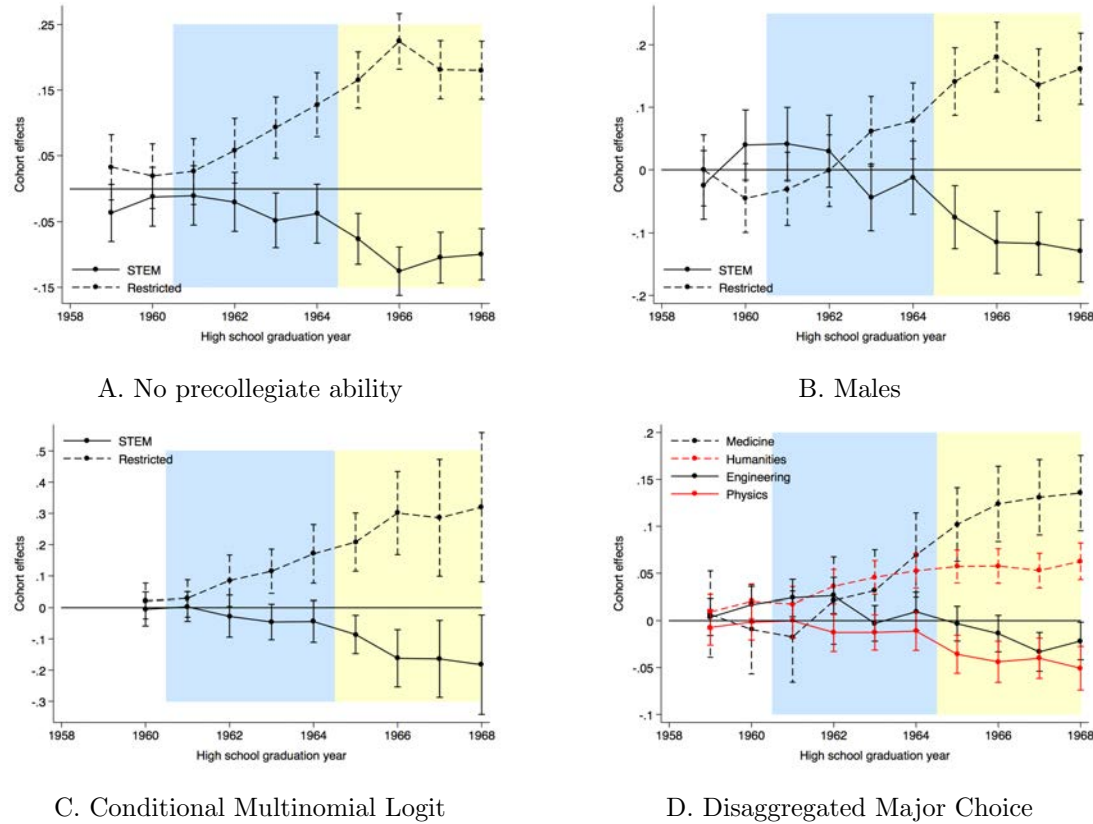 .25
.15
.05
-.05
-.15
Cohort effects
STEM
Restricted
1958 1960 1962 1964 1966 1968
High school graduation year
A. No precollegiate ability
.2
.1
0
-.1
-.2
Cohort effects
STEM
Restricted
1958 1960 1962 1964 1966 1968
High school graduation year
B. Males
STEM
Restricted
.5
.4
.3
.2
.1
0
-.1
-.2
-.3
Cohort effects
1958 1960 1962 1964 1966 1968
High school graduation year
C. Conditional Multinomial Logit
Medicine
Humanities
Engineering
Physics
.2
.15
.1
.05
0
-.05
-.1
Cohort effects
1958 1960 1962 1964 1966 1968
High school graduation year
D. Disaggregated Major Choice